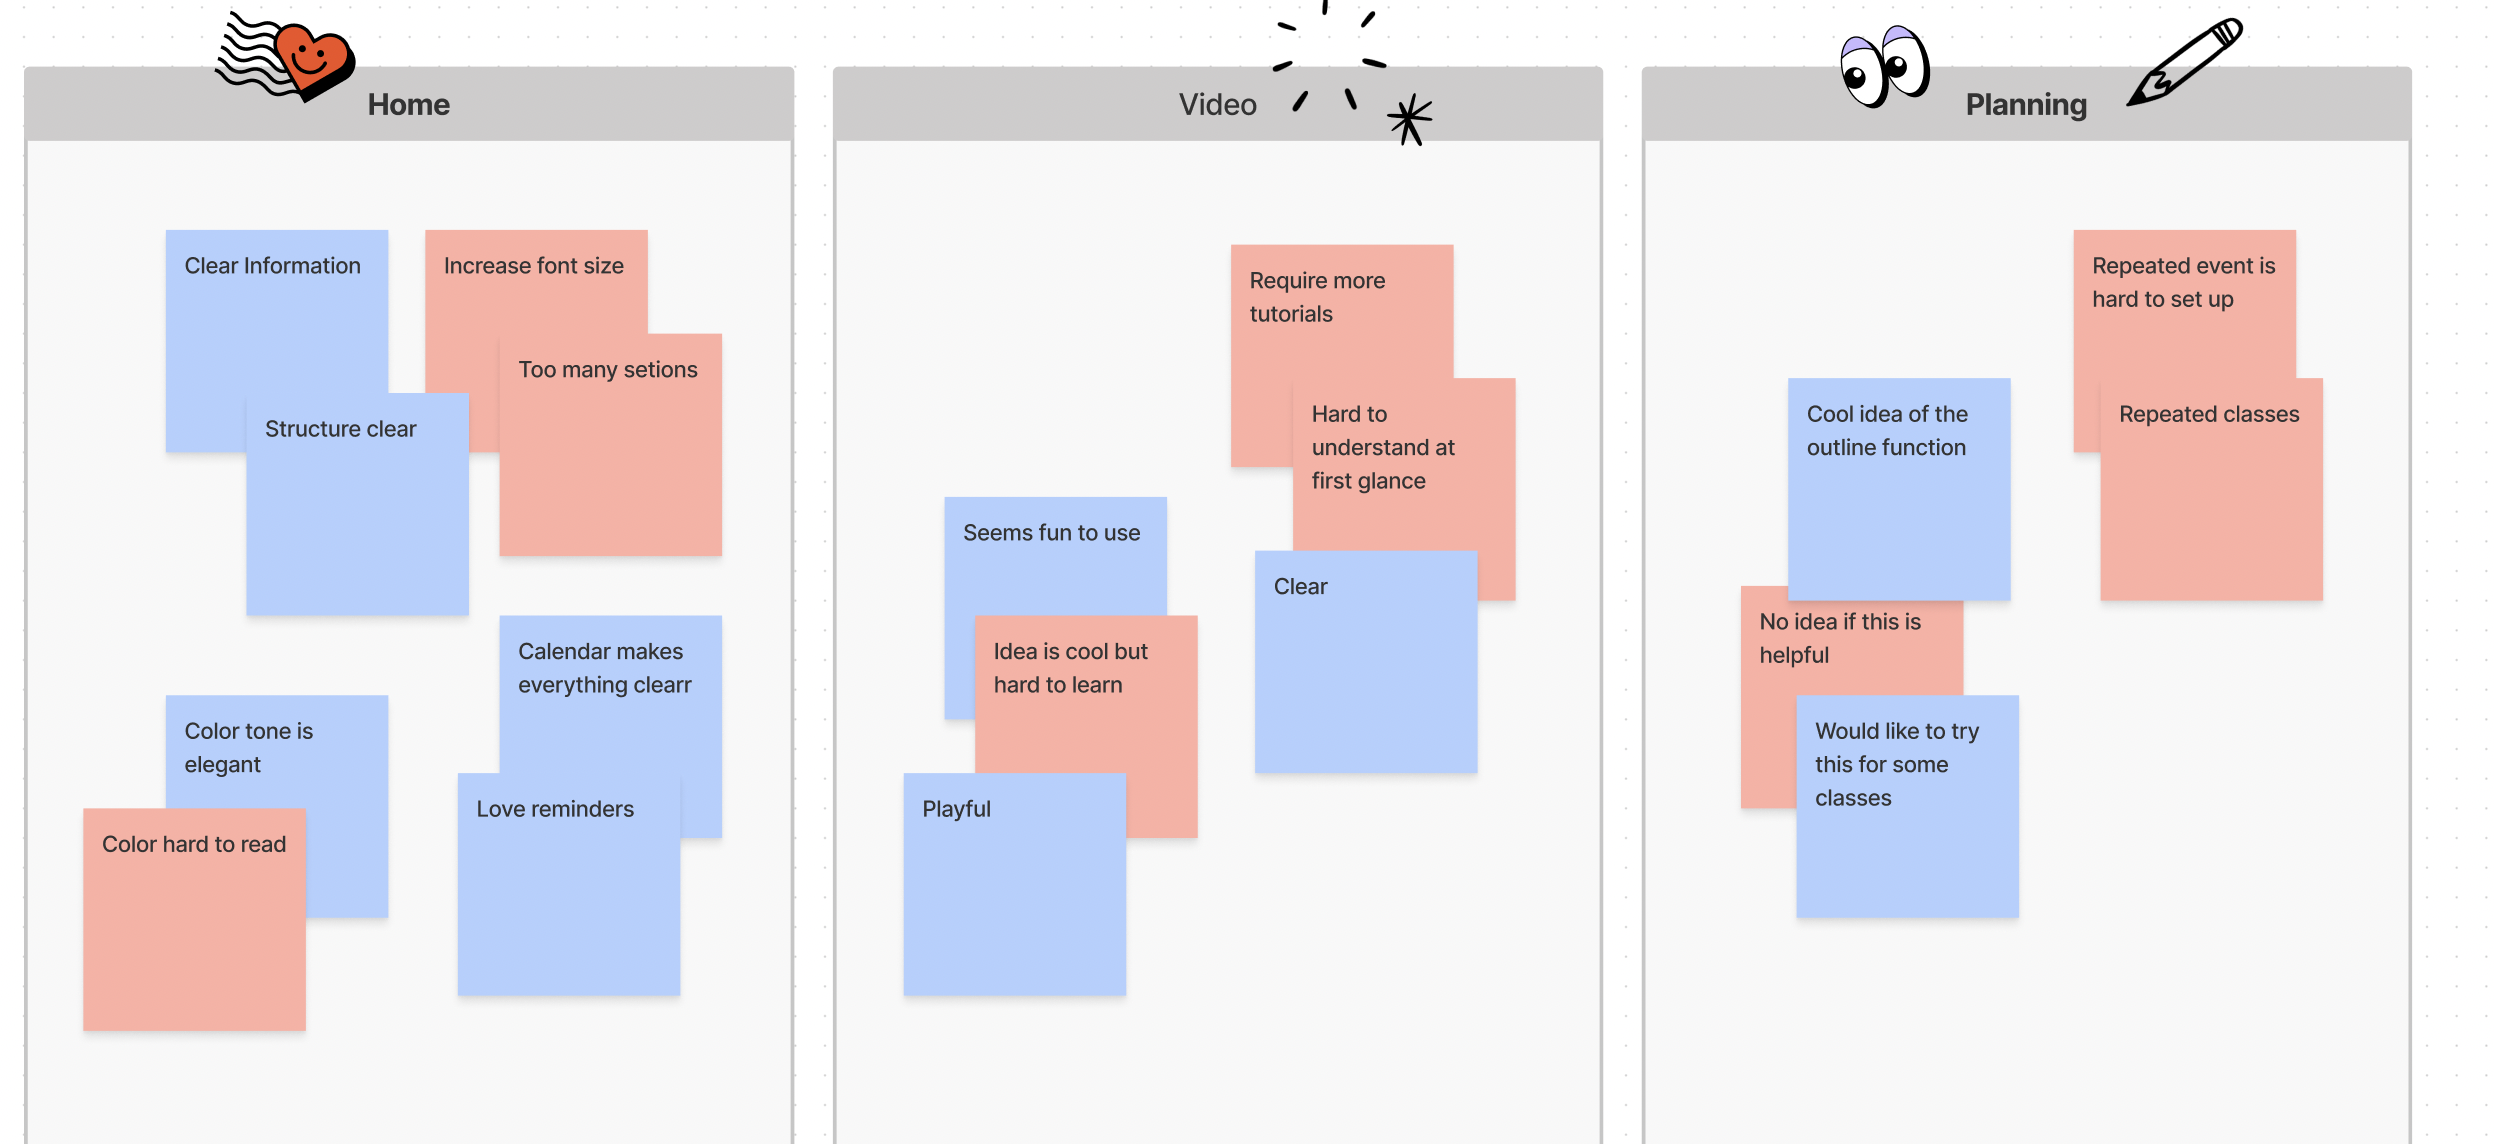 Home
Clear Information
Increase font size
Too many setions
Structure clear
Calendar makes
everything clearr
Color tone is
elegant
Love reminders
Color hard to read
Video
Require more
tutorials
Hard to
understand at
first glance
Seems fun to use
Clear
Idea is cool but
hard to learn
Playful
Planning
Repeated event is
hard to set up
Cool idea of the
outline function
Repeated classes
No idea if this is
helpful
Would like to try
this for some
classes